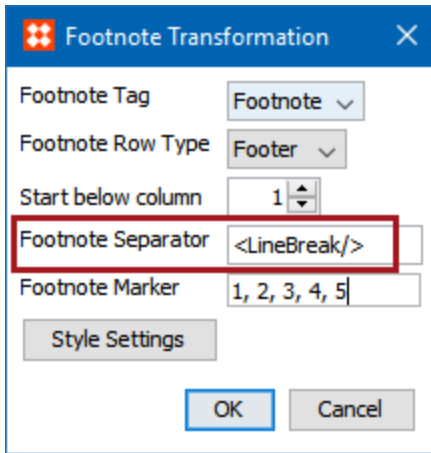 Footnote Transformation
Footnote Tag Footnote
Footnote Row Type Footer
Start below column 1
Footnote Separator <LineBreak/>
Footnote Marker 1, 2, 3, 4, 5
Style Settings
OK Cancel